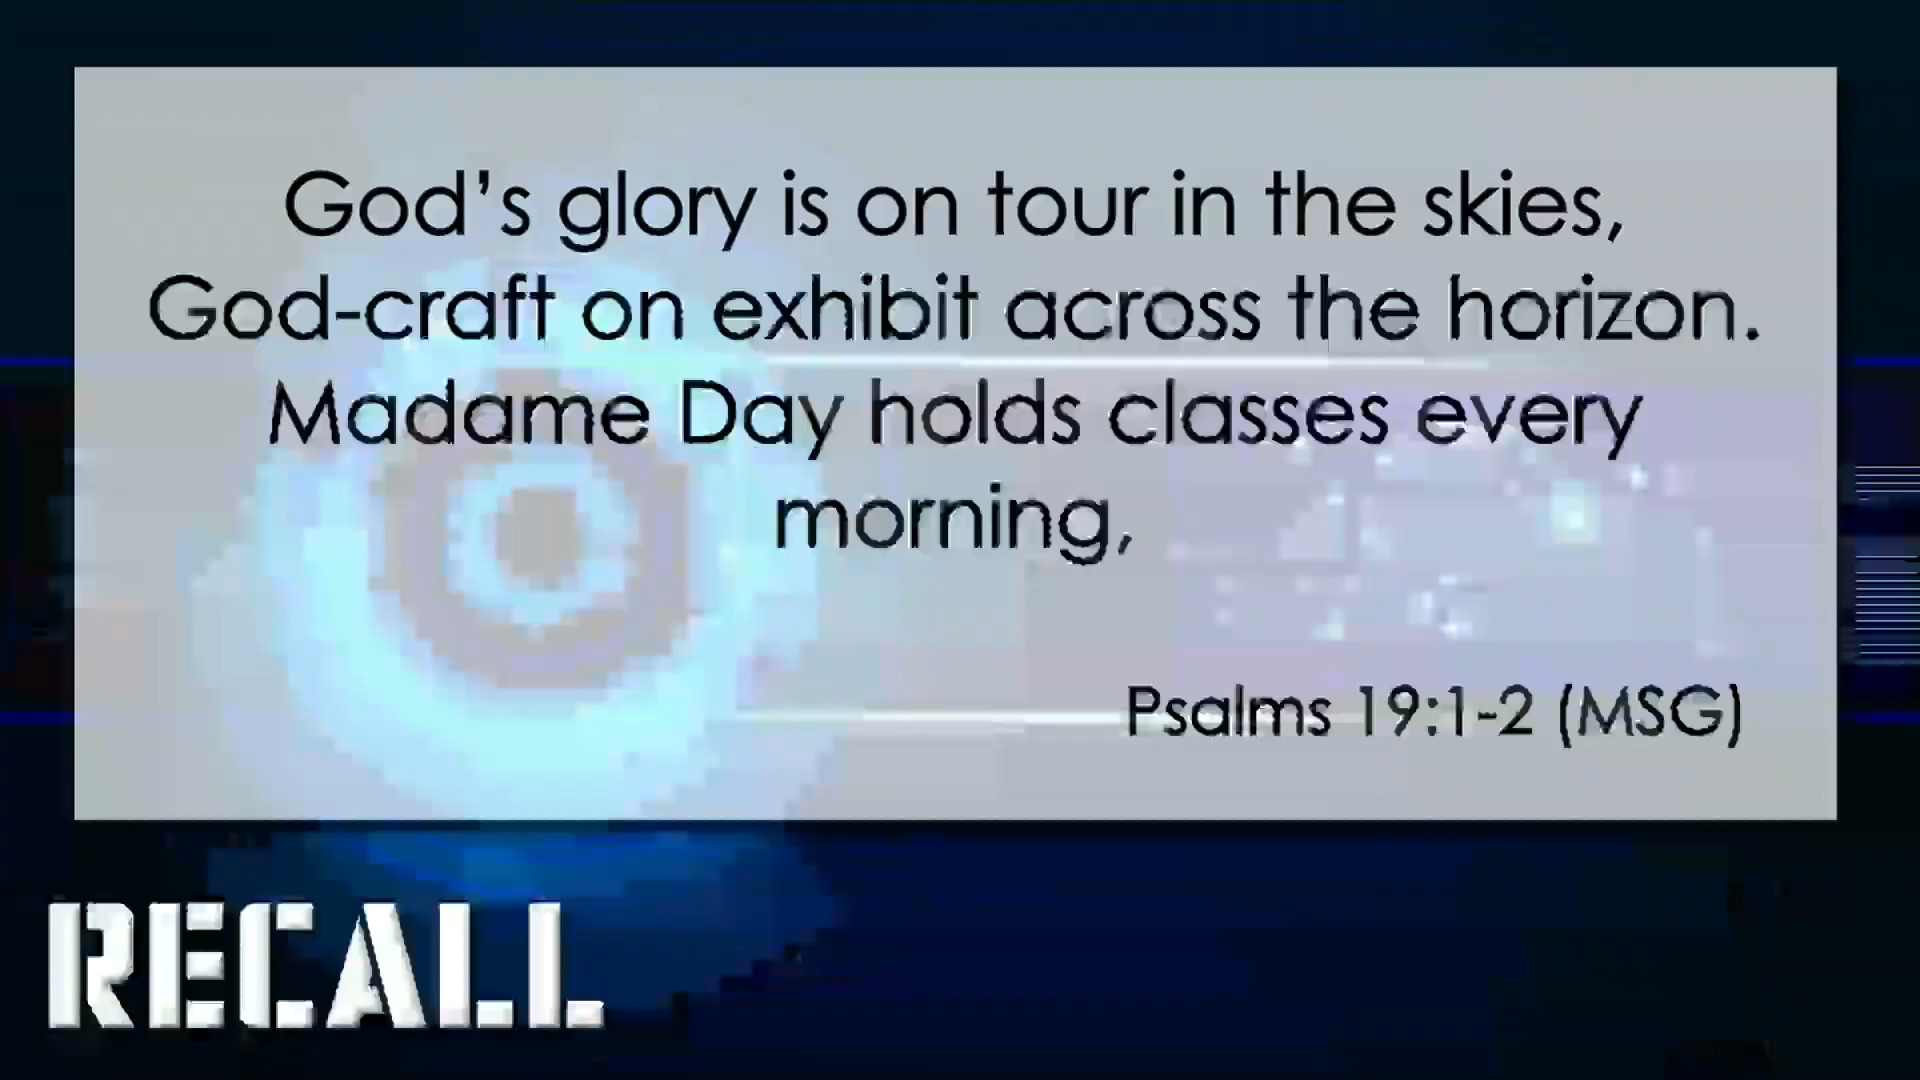 God’s glory is on tour in the skies,
God-craft on exhibit across the horizon.
Madame Day holds classes every
morning,
Psalms 19:1-2 (MSG)
RECALL